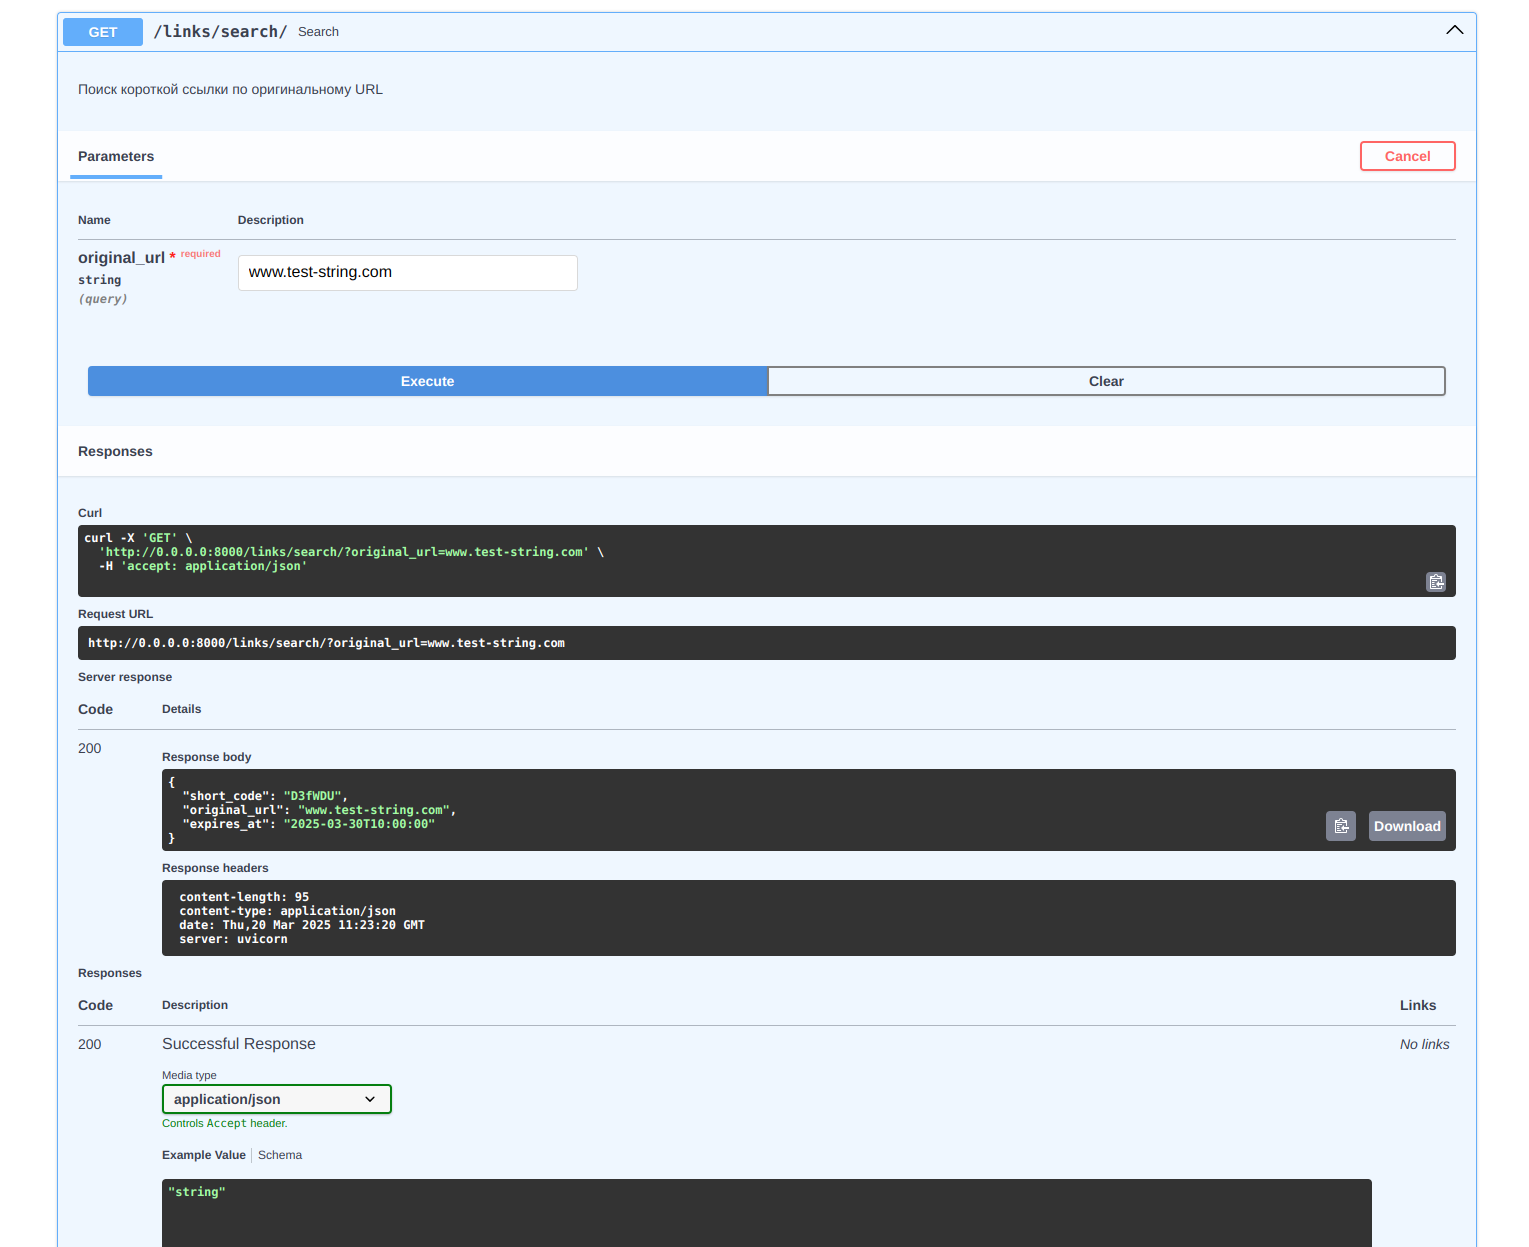 GET /links/search/ Search
Поиск короткой ссылки по оригинальному URL
Parameters Cancel
Name Description
original_url * required
string
(query)
www.test-string.com
Execute Clear
Responses
Curl
curl -X 'GET' \
  'http://0.0.0.0:8000/links/search/?original_url=www.test-string.com' \
  -H 'accept: application/json'
Request URL
http://0.0.0.0:8000/links/search/?original_url=www.test-string.com
Server response
Code Details
200
Response body
{
  "short_code": "D3fWDU",
  "original_url": "www.test-string.com",
  "expires_at": "2025-03-30T10:00:00"
}
Download
Response headers
content-length: 95
content-type: application/json
date: Thu,20 Mar 2025 11:23:20 GMT
server: uvicorn
Responses
Code Description Links
200 Successful Response No links
Media type
application/json
Controls Accept header.
Example Value Schema
"string"